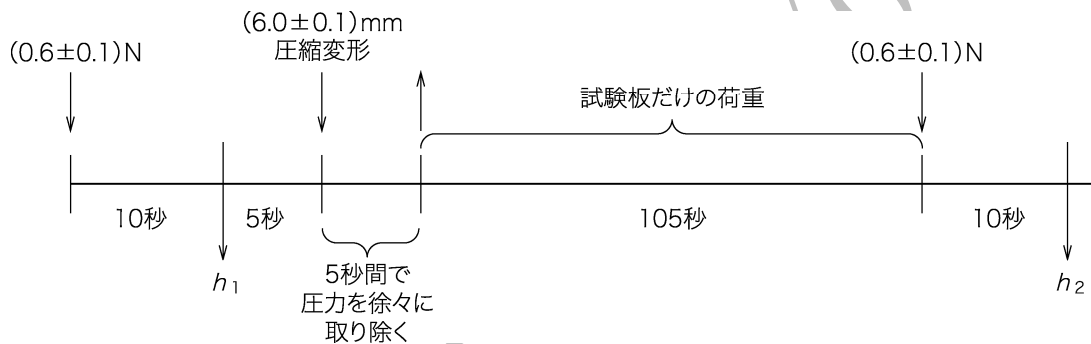 (0.6±0.1)N
(6.0±0.1)mm
圧縮変形
(0.6±0.1)N
試験板だけの荷重
10秒
5秒
105秒
10秒
h₁
5秒間で
圧力を徐々に
取り除く
h₂